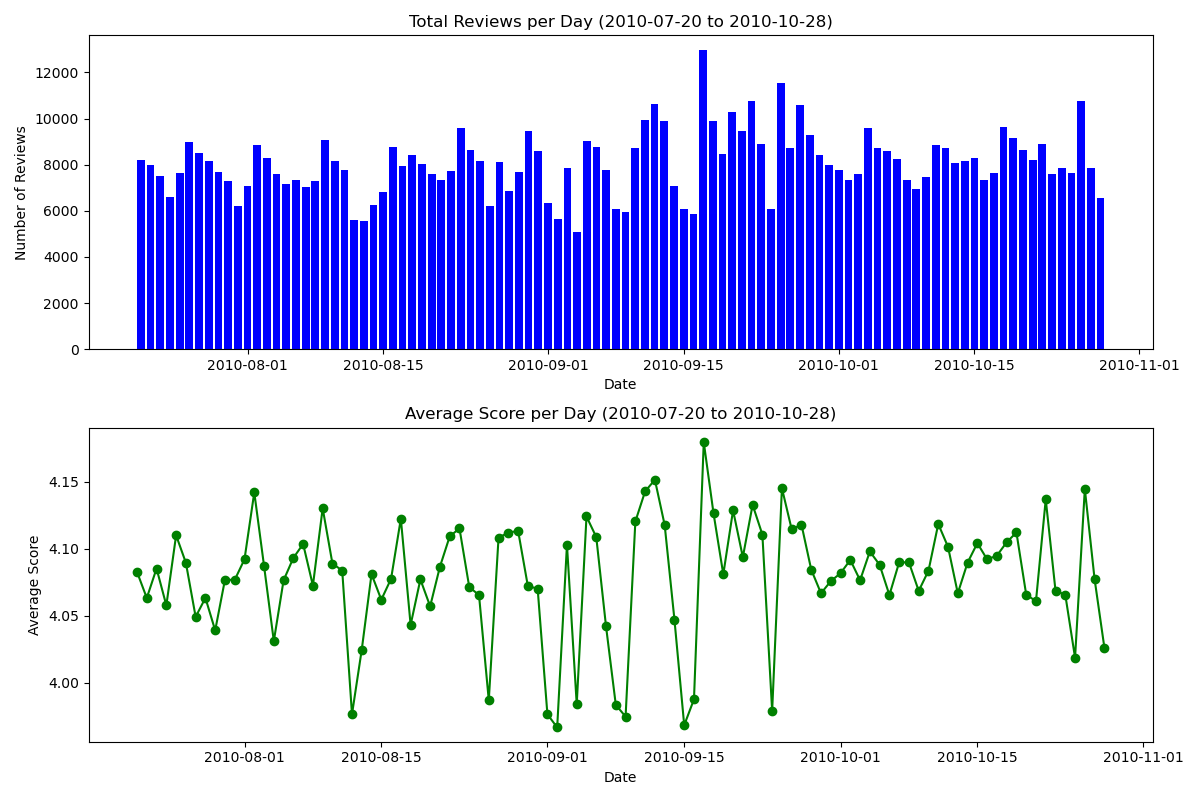 Total Reviews per Day (2010-07-20 to 2010-10-28)
Number of Reviews
12000
10000
8000
6000
4000
2000
0
2010-08-01 2010-08-15 2010-09-01 2010-09-15 2010-10-01 2010-10-15 2010-11-01
Date
Average Score per Day (2010-07-20 to 2010-10-28)
Average Score
4.15
4.10
4.05
4.00
2010-08-01 2010-08-15 2010-09-01 2010-09-15 2010-10-01 2010-10-15 2010-11-01
Date